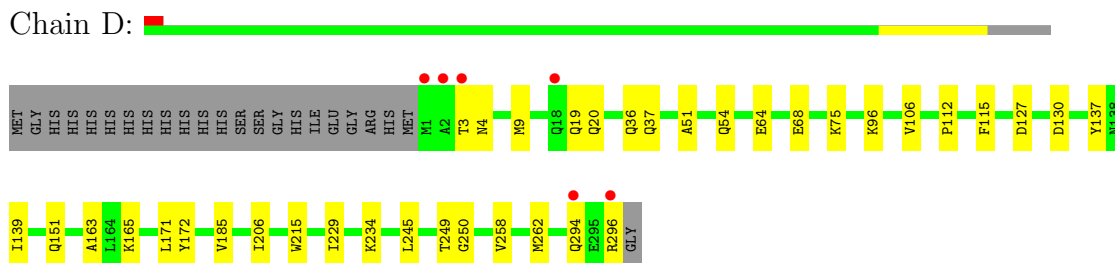 Chain D:
MET GLY HIS HIS HIS HIS HIS HIS HIS HIS HIS HIS SER SER GLY HIS ILE GLU GLY ARG HIS MET M1 A2 T3 N4 M9 Q18 Q19 Q20 Q36 Q37 A51 Q54 E64 E68 K75 K96 V106 P112 F115 D127 D130 Y137 N138
I139 Q151 A163 L164 K165 L171 Y172 V185 I206 W215 I229 K234 L245 T249 G250 V258 M262 Q294 E295 R296 GLY